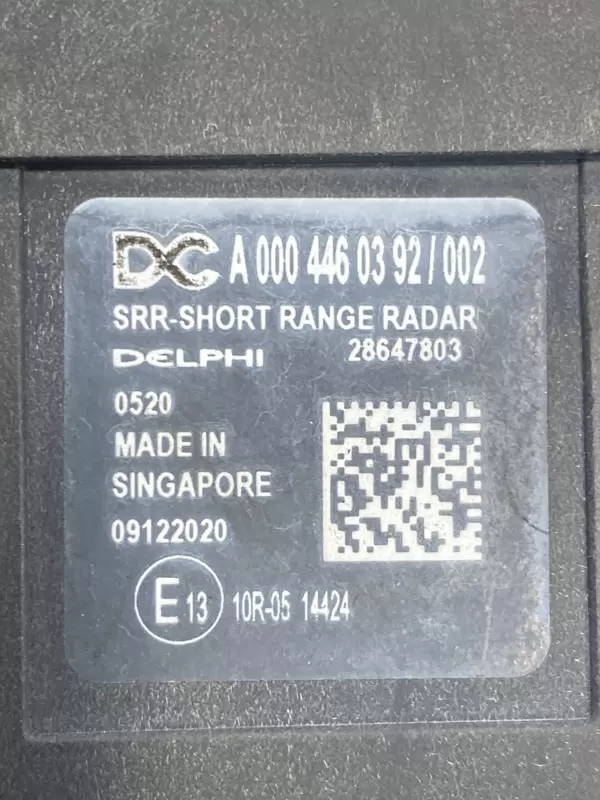 DC A 000 446 03 92 / 002
SRR-SHORT RANGE RADAR
DELPHI 28647803
0520
MADE IN
SINGAPORE
09122020
E 13 10R-05 14424